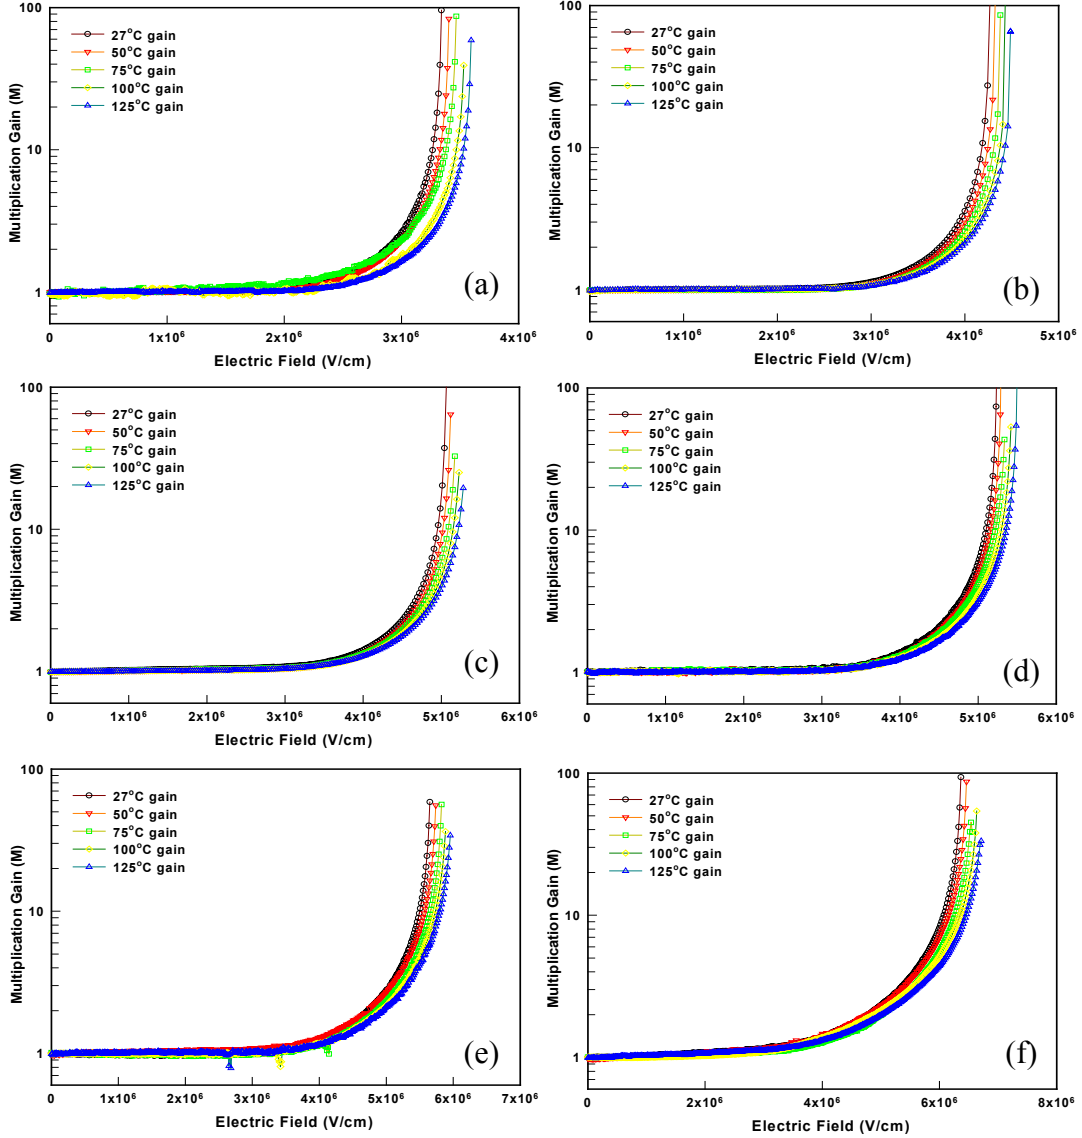 100
10
1
Multiplication Gain (M)
27°C gain
50°C gain
75°C gain
100°C gain
125°C gain
(a)
0
1x10⁶
2x10⁶
3x10⁶
4x10⁶
Electric Field (V/cm)
100
10
1
Multiplication Gain (M)
27°C gain
50°C gain
75°C gain
100°C gain
125°C gain
(b)
0
1x10⁶
2x10⁶
3x10⁶
4x10⁶
5x10⁶
Electric Field (V/cm)
100
10
1
Multiplication Gain (M)
27°C gain
50°C gain
75°C gain
100°C gain
125°C gain
(c)
0
1x10⁶
2x10⁶
3x10⁶
4x10⁶
5x10⁶
6x10⁶
Electric Field (V/cm)
100
10
1
Multiplication Gain (M)
27°C gain
50°C gain
75°C gain
100°C gain
125°C gain
(d)
0
1x10⁶
2x10⁶
3x10⁶
4x10⁶
5x10⁶
6x10⁶
Electric Field (V/cm)
100
10
1
Multiplication Gain (M)
27°C gain
50°C gain
75°C gain
100°C gain
125°C gain
(e)
0
1x10⁶
2x10⁶
3x10⁶
4x10⁶
5x10⁶
6x10⁶
7x10⁶
Electric Field (V/cm)
100
10
1
Multiplication Gain (M)
27°C gain
50°C gain
75°C gain
100°C gain
125°C gain
(f)
0
2x10⁶
4x10⁶
6x10⁶
8x10⁶
Electric Field (V/cm)